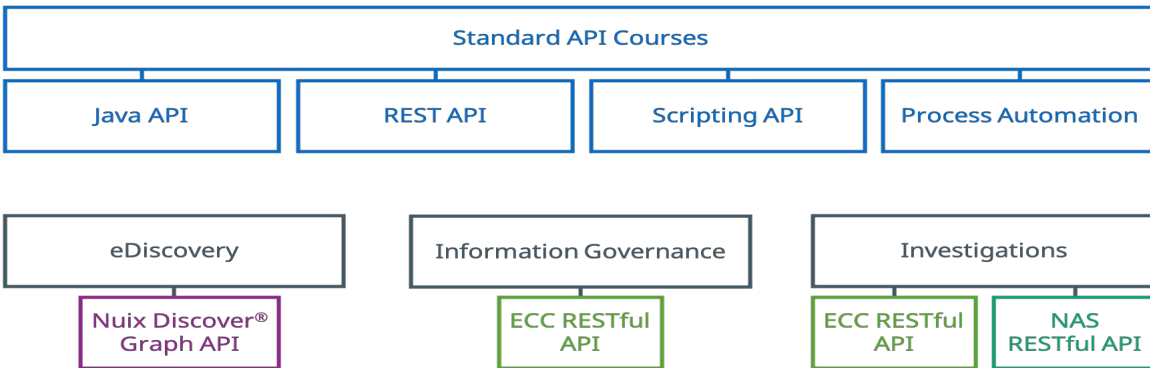 Standard API Courses
Java API
REST API
Scripting API
Process Automation
eDiscovery
Information Governance
Investigations
Nuix Discover®
Graph API
ECC RESTful
API
ECC RESTful
API
NAS
RESTful API